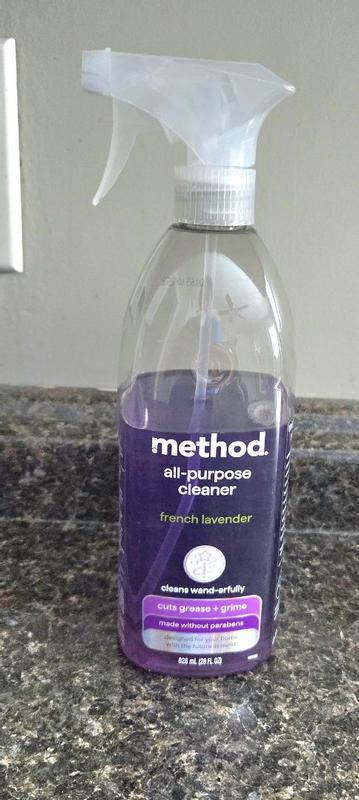 method.
all-purpose
cleaner
french lavender
cleans wand-erfully
cuts grease + grime
made without parabens
designed for your home
with the future in mind
828 mL (28 FL OZ)